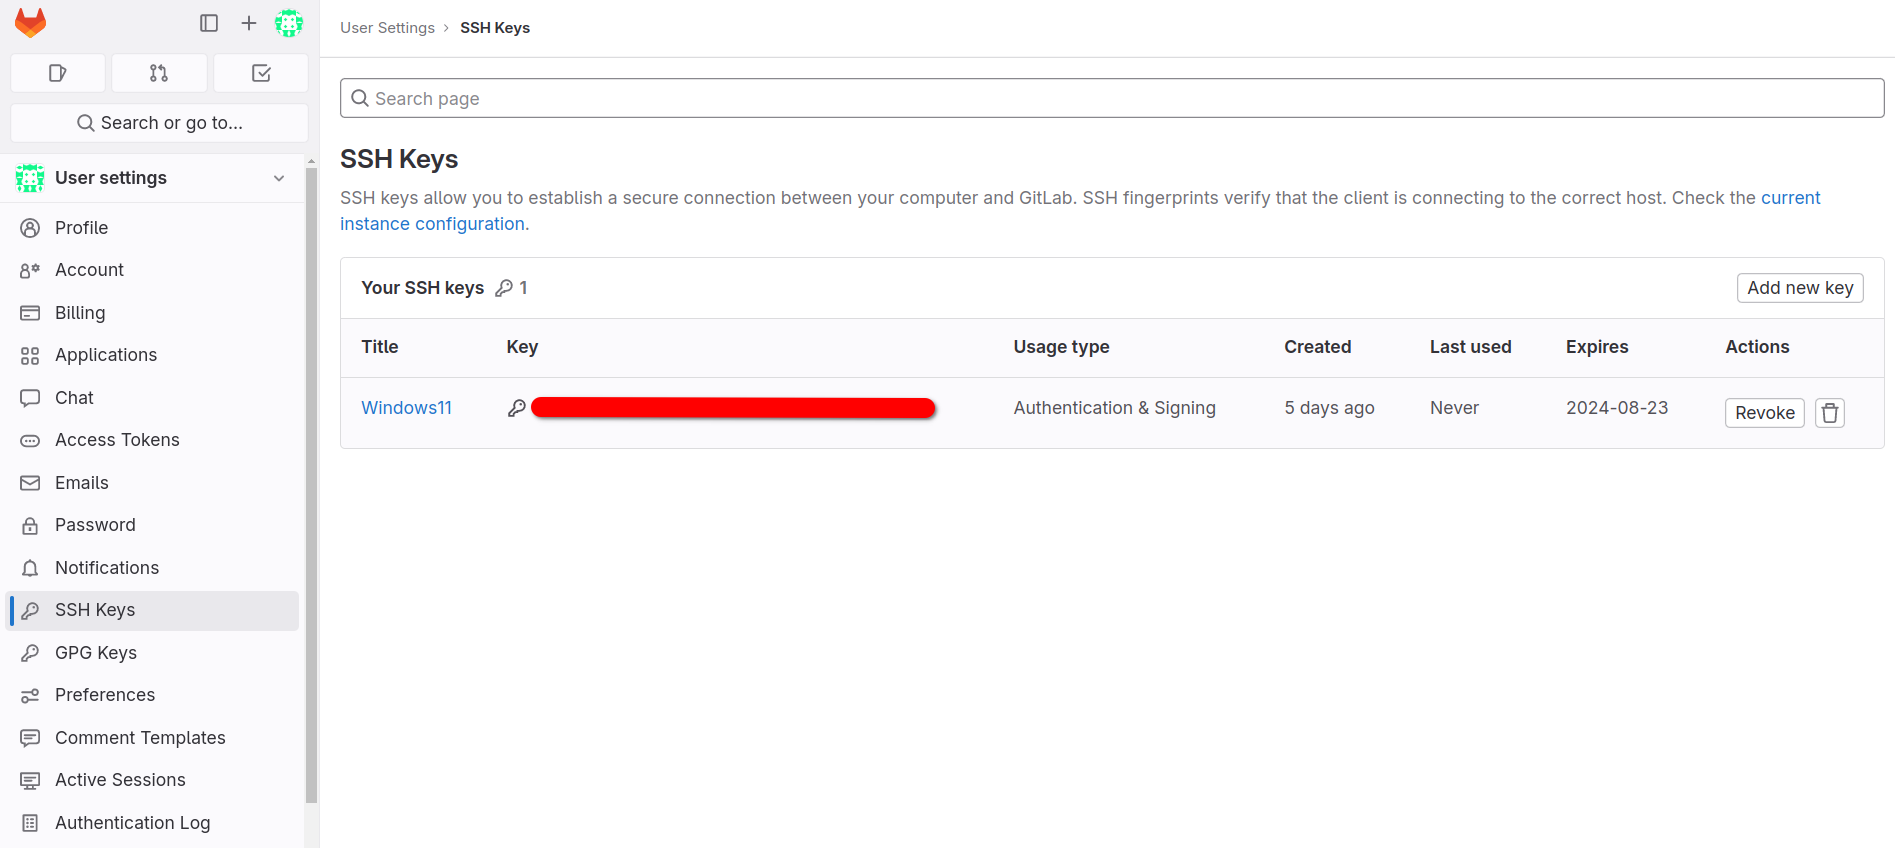 User Settings › SSH Keys
Search page
Search or go to...
User settings
Profile
Account
Billing
Applications
Chat
Access Tokens
Emails
Password
Notifications
SSH Keys
GPG Keys
Preferences
Comment Templates
Active Sessions
Authentication Log
SSH Keys
SSH keys allow you to establish a secure connection between your computer and GitLab. SSH fingerprints verify that the client is connecting to the correct host. Check the current
instance configuration.
Your SSH keys 1
Add new key
Title Key Usage type Created Last used Expires Actions
Windows11 Authentication & Signing 5 days ago Never 2024-08-23 Revoke